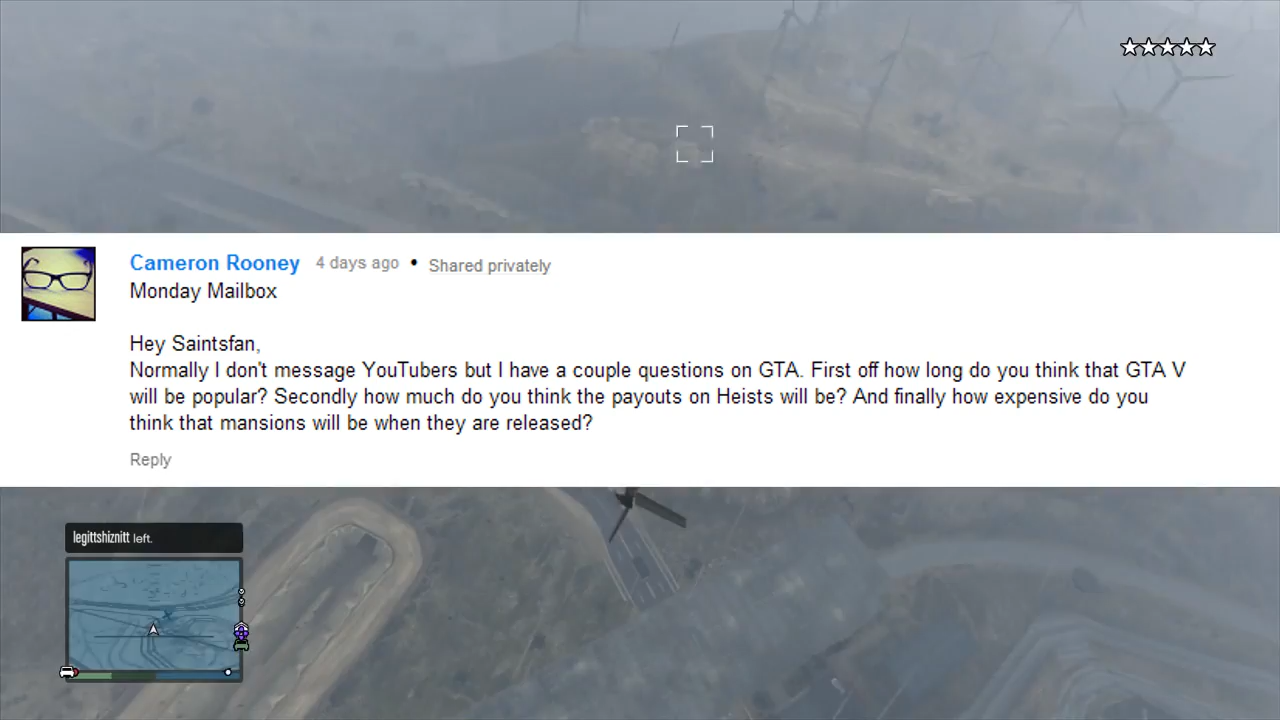 Cameron Rooney 4 days ago • Shared privately
Monday Mailbox
Hey Saintsfan,
Normally I don't message YouTubers but I have a couple questions on GTA. First off how long do you think that GTA V
will be popular? Secondly how much do you think the payouts on Heists will be? And finally how expensive do you
think that mansions will be when they are released?
Reply
legittshiznitt left.